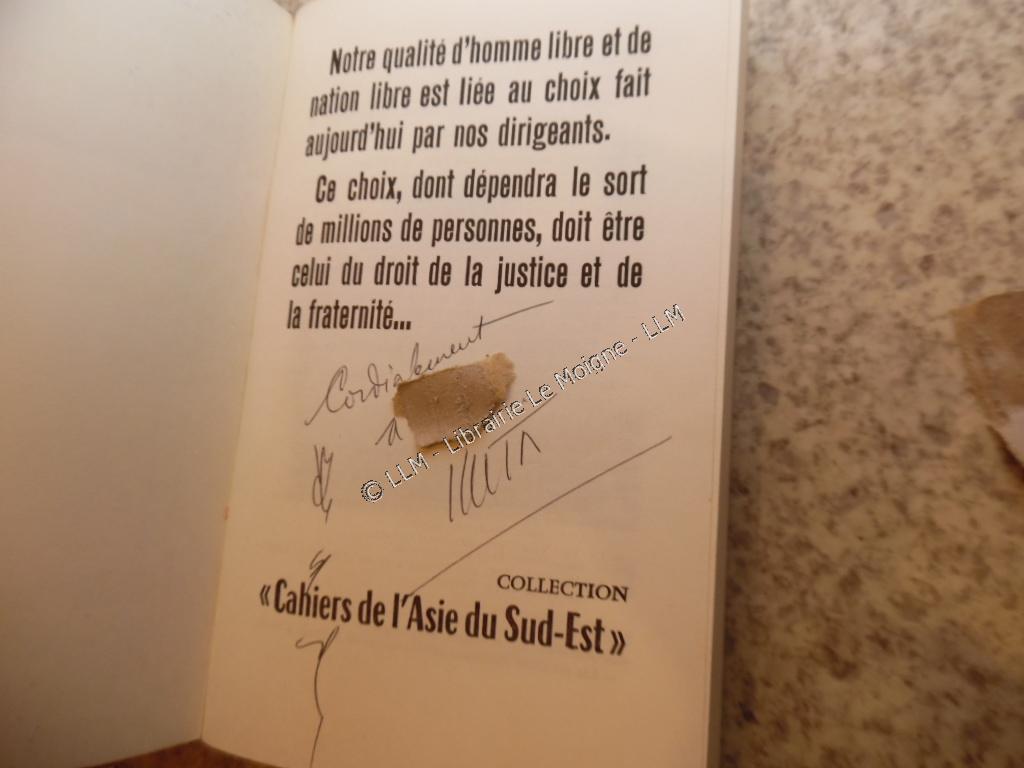 Notre qualité d'homme libre et de
nation libre est liée au choix fait
aujourd'hui par nos dirigeants.
Ce choix, dont dépendra le sort
de millions de personnes, doit être
celui du droit de la justice et de
la fraternité...
Cordialement
à
© LLM - Librairie Le Moigne - LLM
COLLECTION
« Cahiers de l'Asie du Sud-Est »